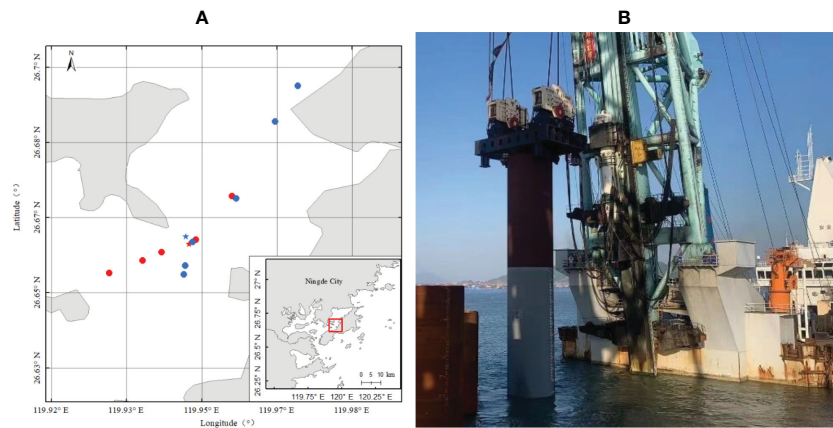 A
B
N
26.7° N
26.68° N
26.67° N
26.65° N
26.63° N
Latitude (°)
119.92° E
119.93° E
119.95° E
119.97° E
119.98° E
Longitude (°)
Ningde City
27° N
26.75° N
26.5° N
26.25° N
0 5 10 km
119.75° E
120° E
120.25° E